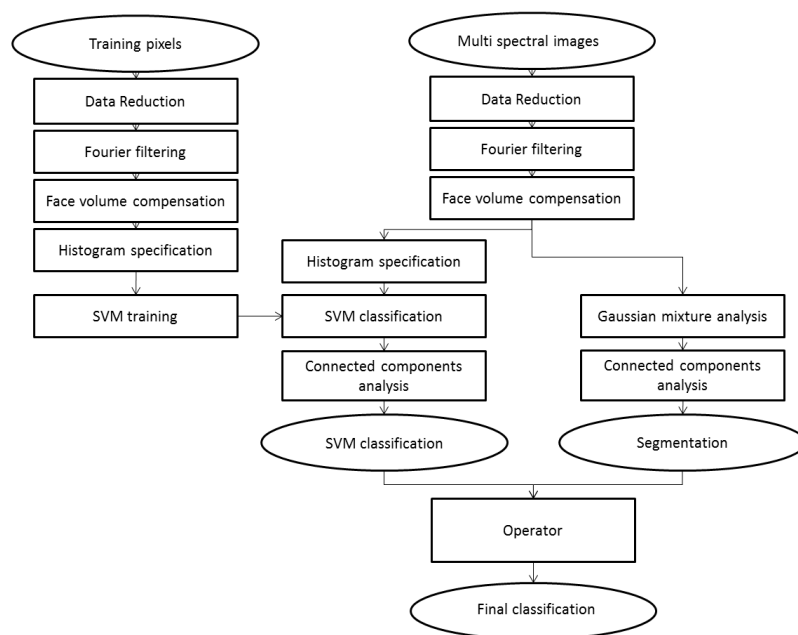 Training pixels
Data Reduction
Fourier filtering
Face volume compensation
Histogram specification
SVM training
Multi spectral images
Data Reduction
Fourier filtering
Face volume compensation
Histogram specification
SVM classification
Connected components
analysis
SVM classification
Gaussian mixture analysis
Connected components
analysis
Segmentation
Operator
Final classification